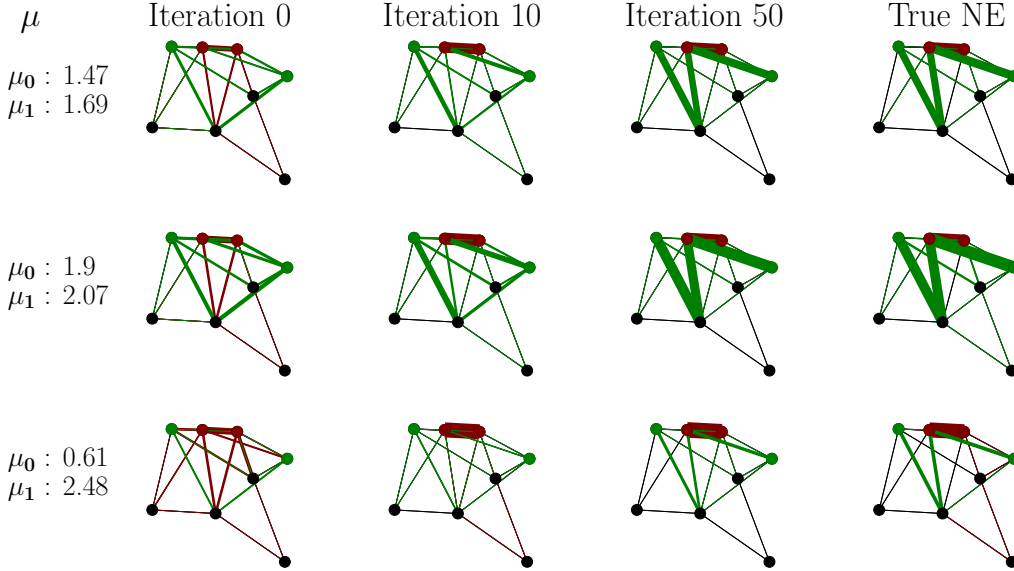 μ Iteration 0 Iteration 10 Iteration 50 True NE
μ₀ : 1.47
μ₁ : 1.69
μ₀ : 1.9
μ₁ : 2.07
μ₀ : 0.61
μ₁ : 2.48